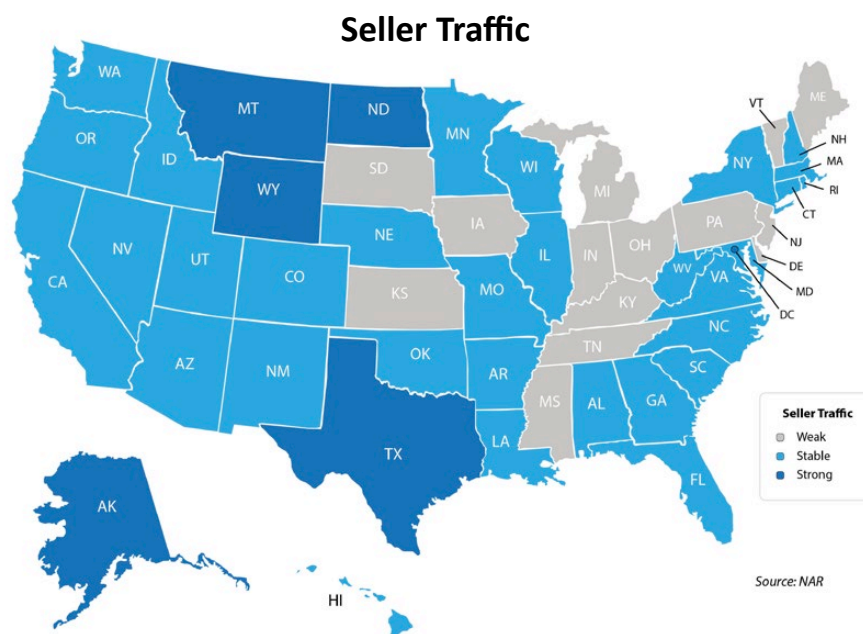 Seller Traffic
WA
MT
ND
MN
VT
ME
OR
ID
SD
WI
NY
NH
MA
WY
MI
RI
IA
PA
CT
NE
NV
UT
IL
IN
OH
NJ
CA
CO
WV
DE
VA
KS
MO
KY
MD
DC
NC
TN
AZ
NM
OK
AR
SC
MS
AL
GA
Seller Traffic
Weak
LA
Stable
TX
FL
Strong
AK
Source: NAR
HI